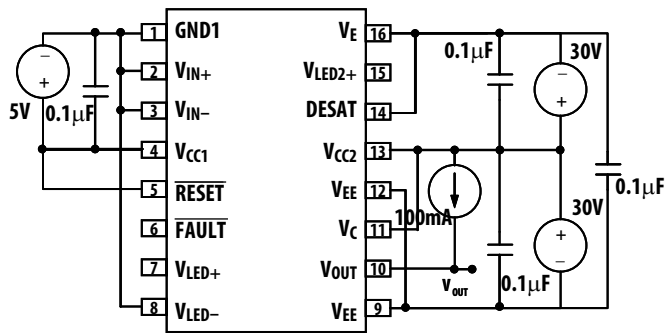 1 GND1
2 VIN+
3 VIN–
4 VCC1
5 RESET
6 FAULT
7 VLED+
8 VLED–
VE 16
VLED2+ 15
DESAT 14
VCC2 13
VEE 12
VC 11
VOUT 10
VEE 9
–
+
5V
0.1μF
0.1μF
30V
–
+
100mA
0.1μF
30V
+
–
0.1μF
VOUT